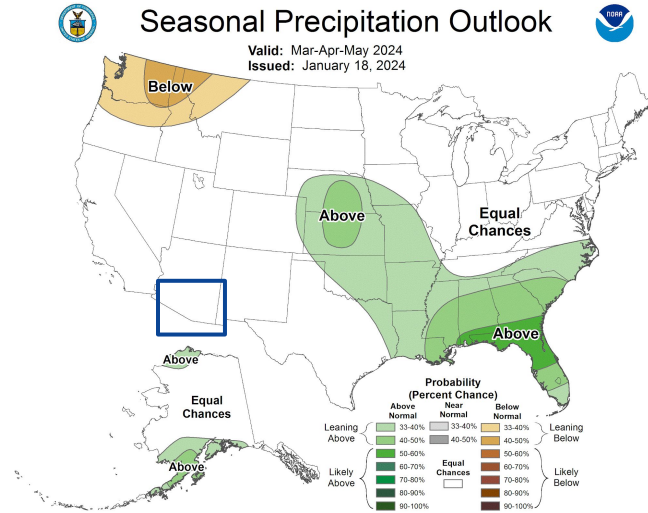 Seasonal Precipitation Outlook
NOAA
Valid: Mar-Apr-May 2024
Issued: January 18, 2024
Below
Above
Equal
Chances
Above
Above
Equal
Chances
Above
Probability
(Percent Chance)
Above
Normal
Near
Normal
Below
Normal
Leaning
Above
33-40%
40-50%
50-60%
60-70%
70-80%
80-90%
90-100%
Likely
Above
33-40%
40-50%
Equal
Chances
33-40%
40-50%
50-60%
60-70%
70-80%
80-90%
90-100%
Leaning
Below
Likely
Below